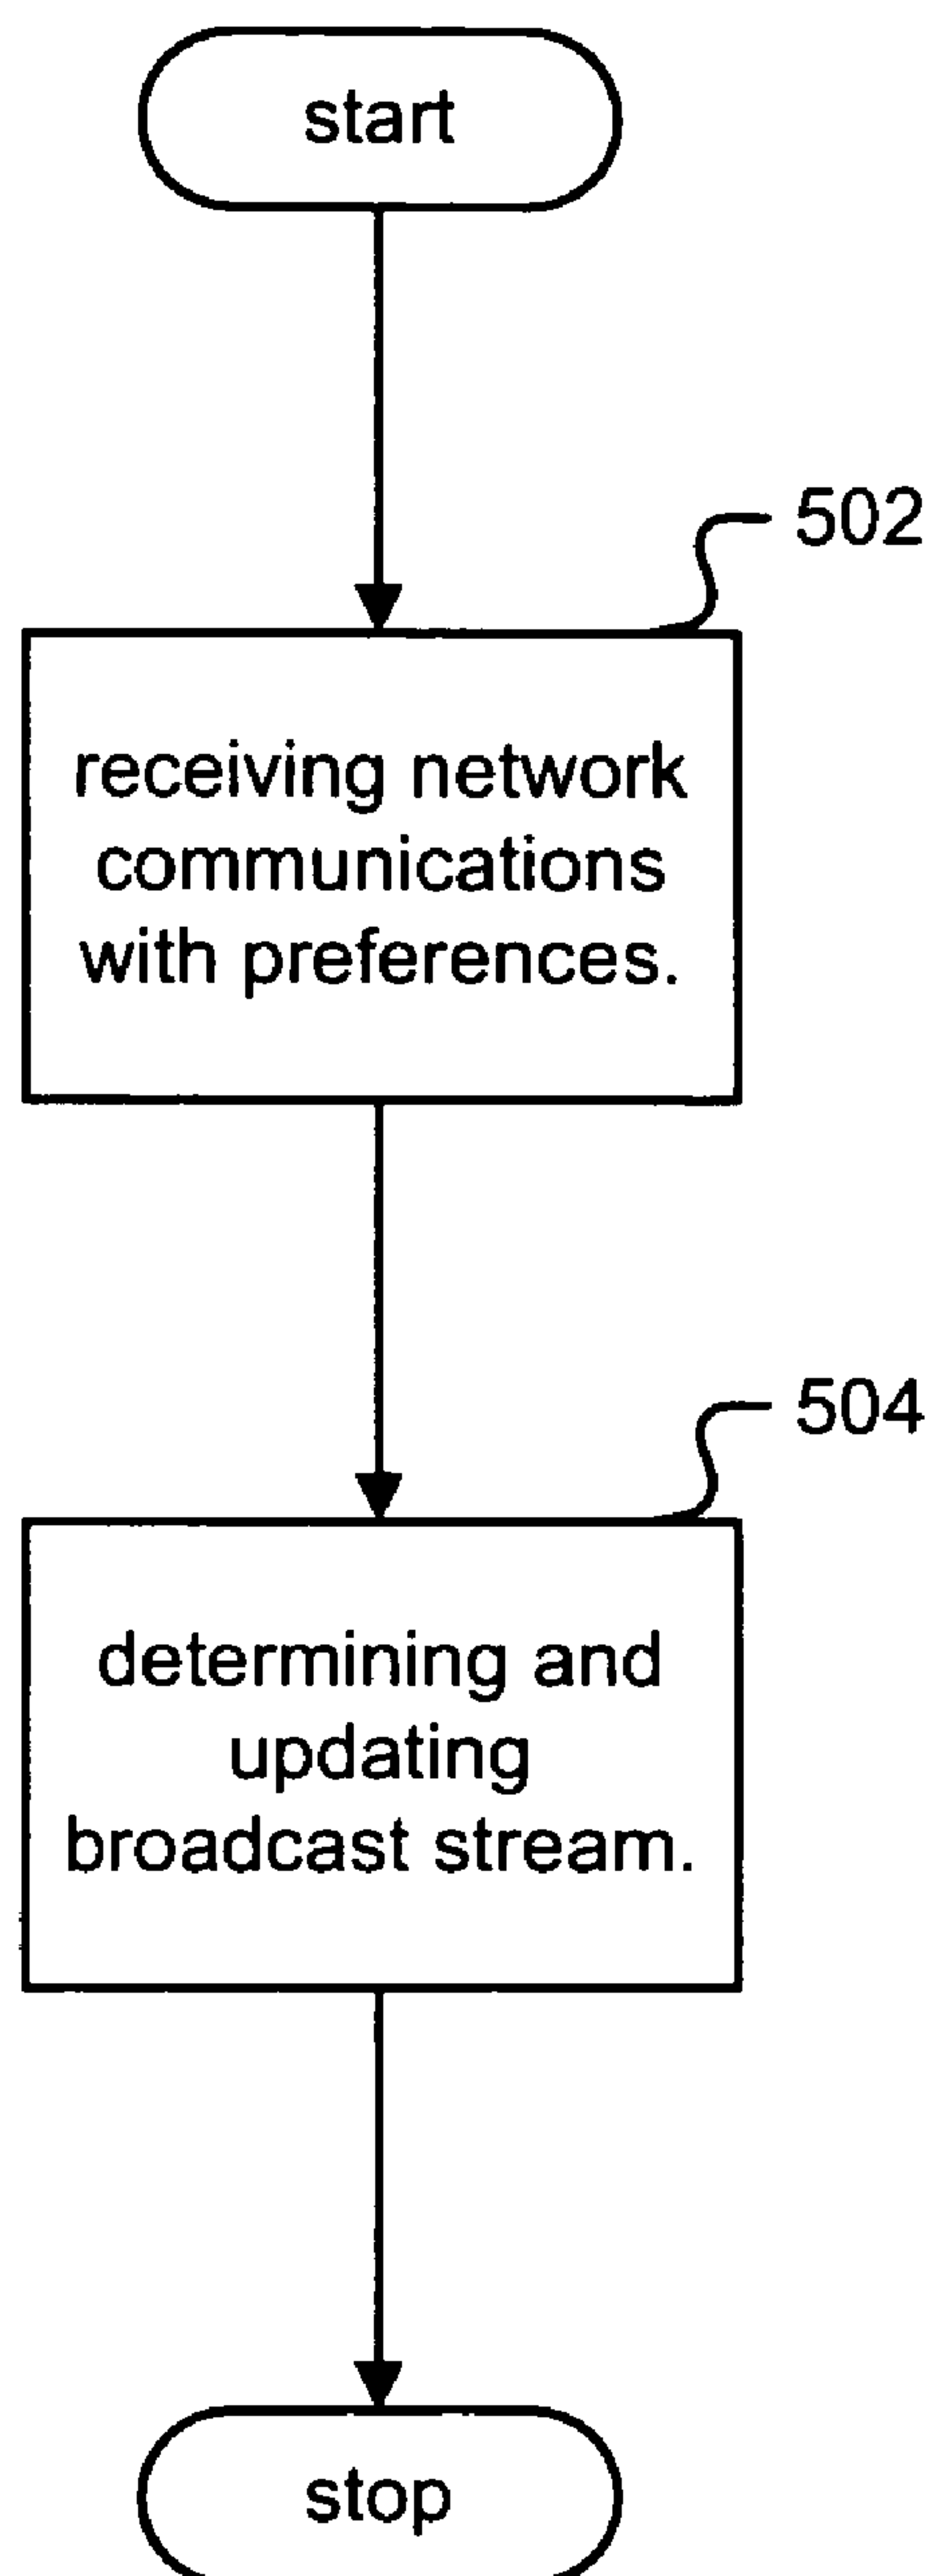 start
502
receiving network
communications
with preferences.
504
determining and
updating
broadcast stream.
stop